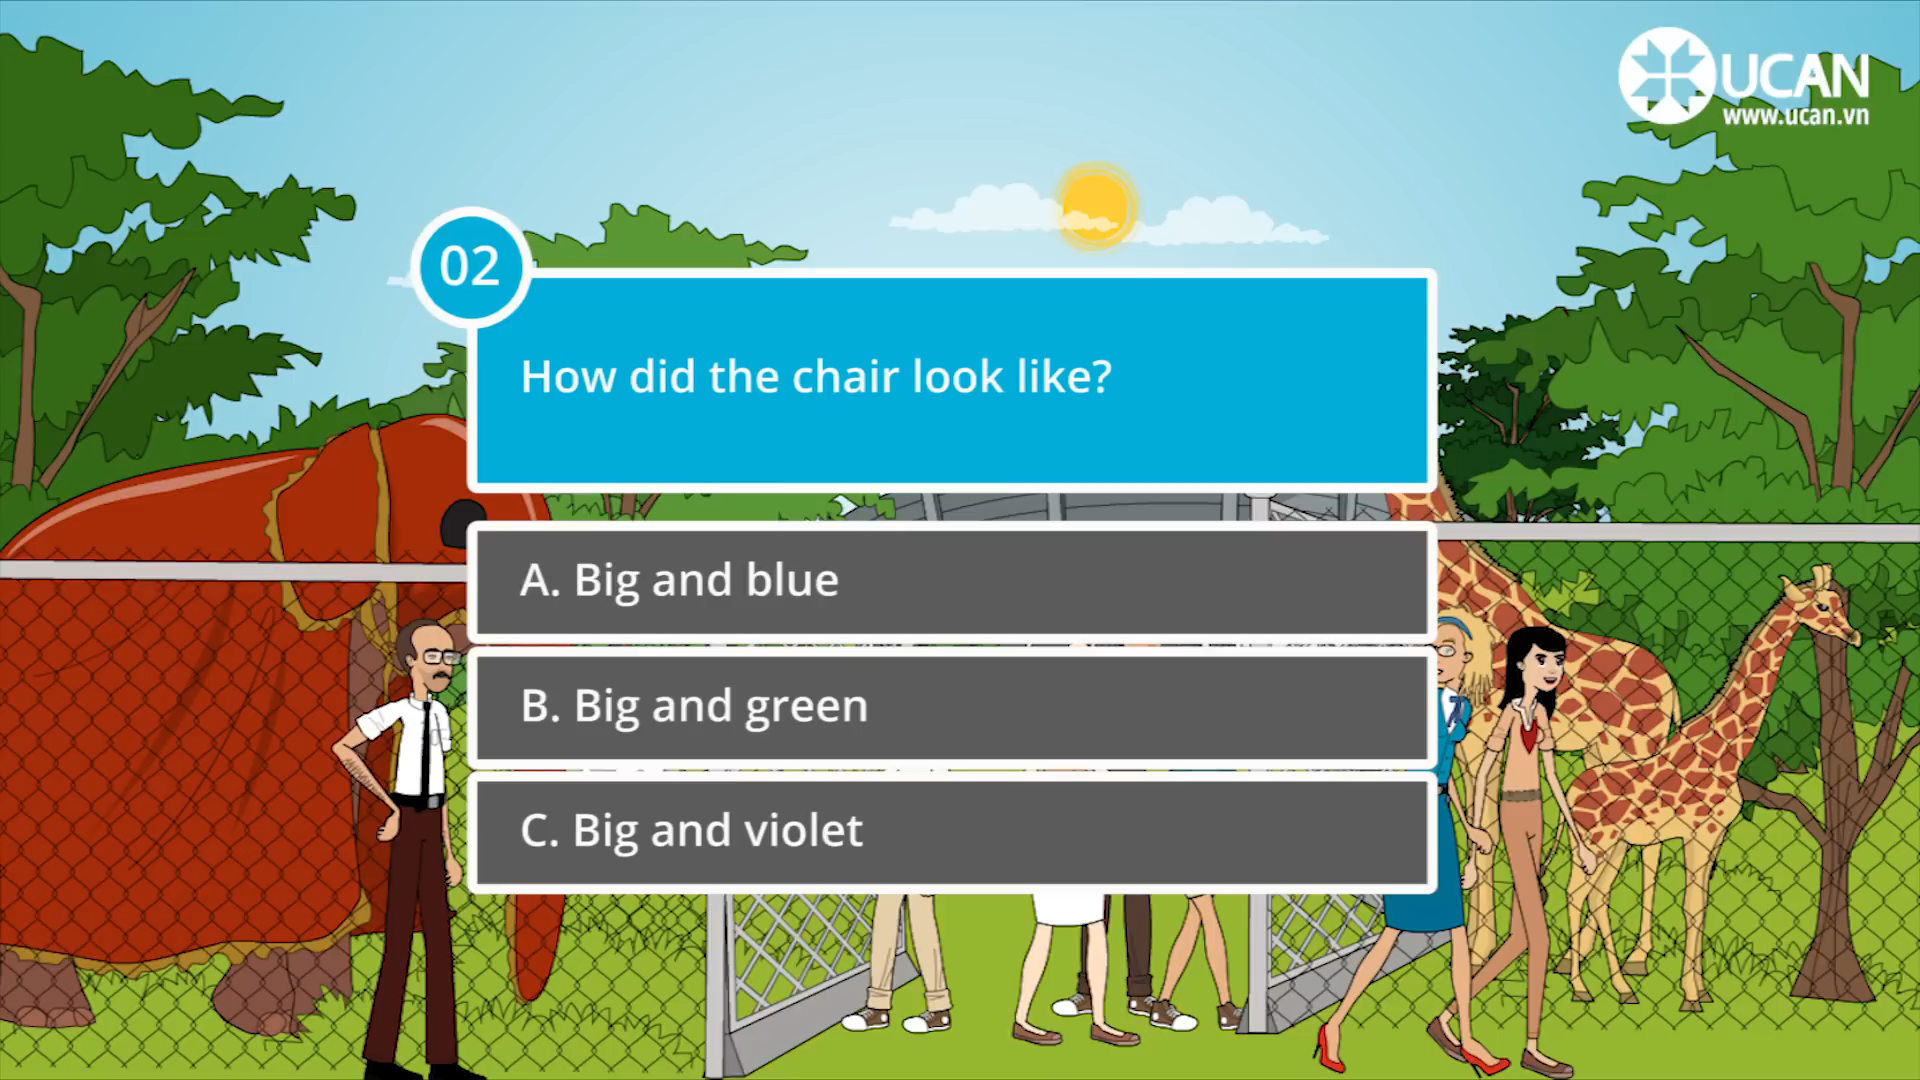 UCAN
www.ucan.vn
02
How did the chair look like?
A. Big and blue
B. Big and green
C. Big and violet